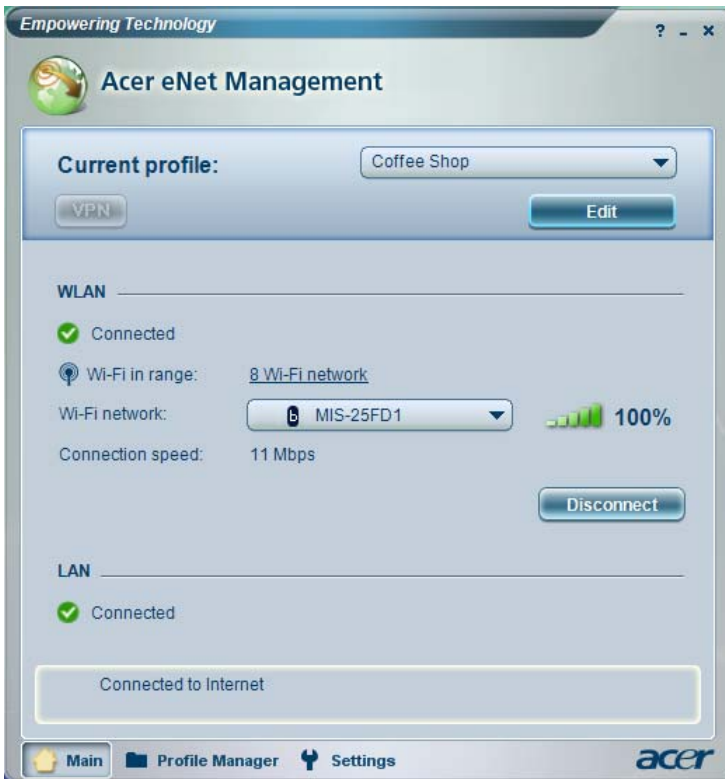 Empowering Technology
? - ×
Acer eNet Management
Current profile:
Coffee Shop
VPN
Edit
WLAN
Connected
Wi-Fi in range:
8 Wi-Fi network
Wi-Fi network:
b MIS-25FD1
100%
Connection speed:
11 Mbps
Disconnect
LAN
Connected
Connected to Internet
Main
Profile Manager
Settings
acer